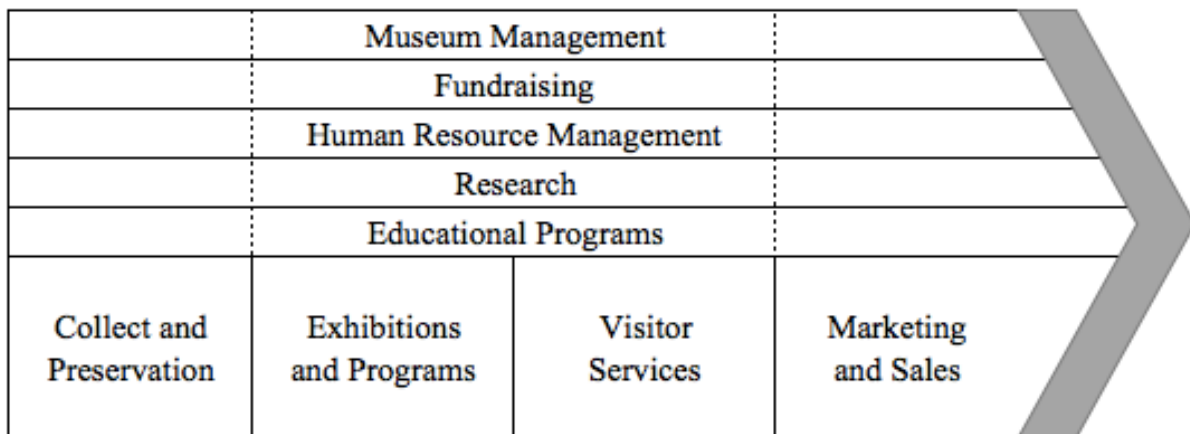 Museum Management
Fundraising
Human Resource Management
Research
Educational Programs
Collect and
Preservation
Exhibitions
and Programs
Visitor
Services
Marketing
and Sales